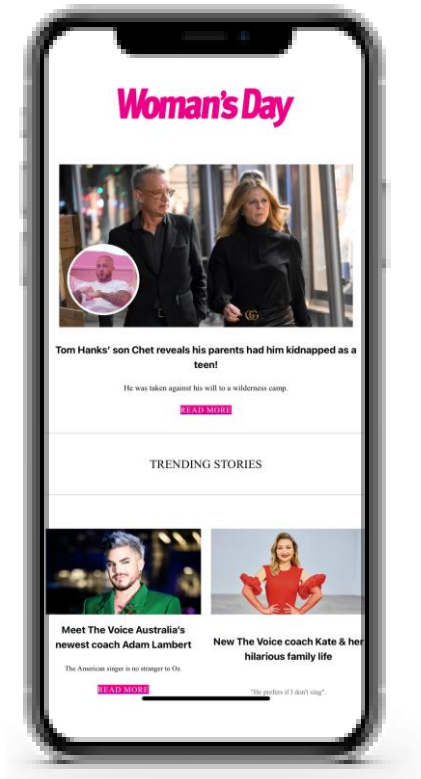 Woman's Day
Tom Hanks' son Chet reveals his parents had him kidnapped as a
teen!
He was taken against his will to a wilderness camp.
READ MORE
TRENDING STORIES
Meet The Voice Australia's
newest coach Adam Lambert
The American singer is no stranger to Oz.
READ MORE
New The Voice coach Kate & her
hilarious family life
"He prefers if I don't sing".